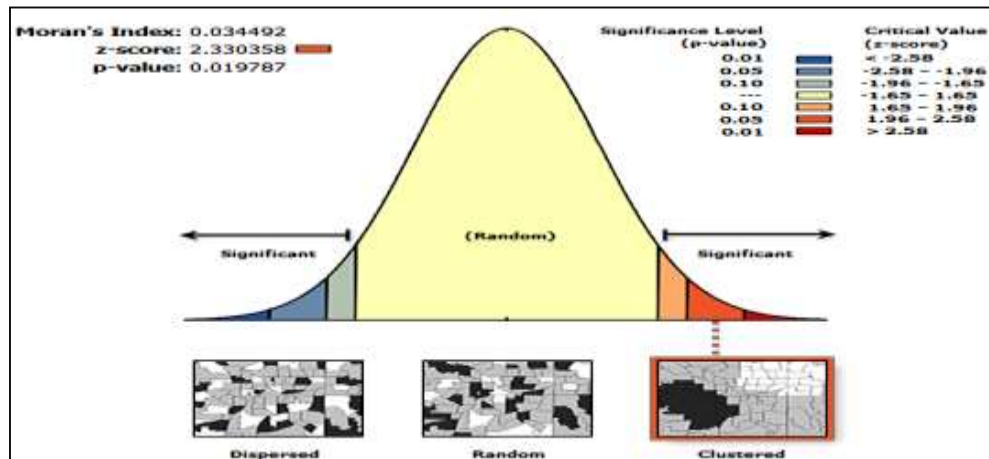 Moran's Index: 0.034492
z-score: 2.330358
p-value: 0.019787
Significance Level
(p-value)
Critical Value
(z-score)
0.01 < -2.58
0.05 -2.58 - -1.96
0.10 -1.96 - -1.65
--- -1.65 - 1.65
0.10 1.65 - 1.96
0.05 1.96 - 2.58
0.01 > 2.58
Significant
(Random)
Significant
Dispersed
Random
Clustered